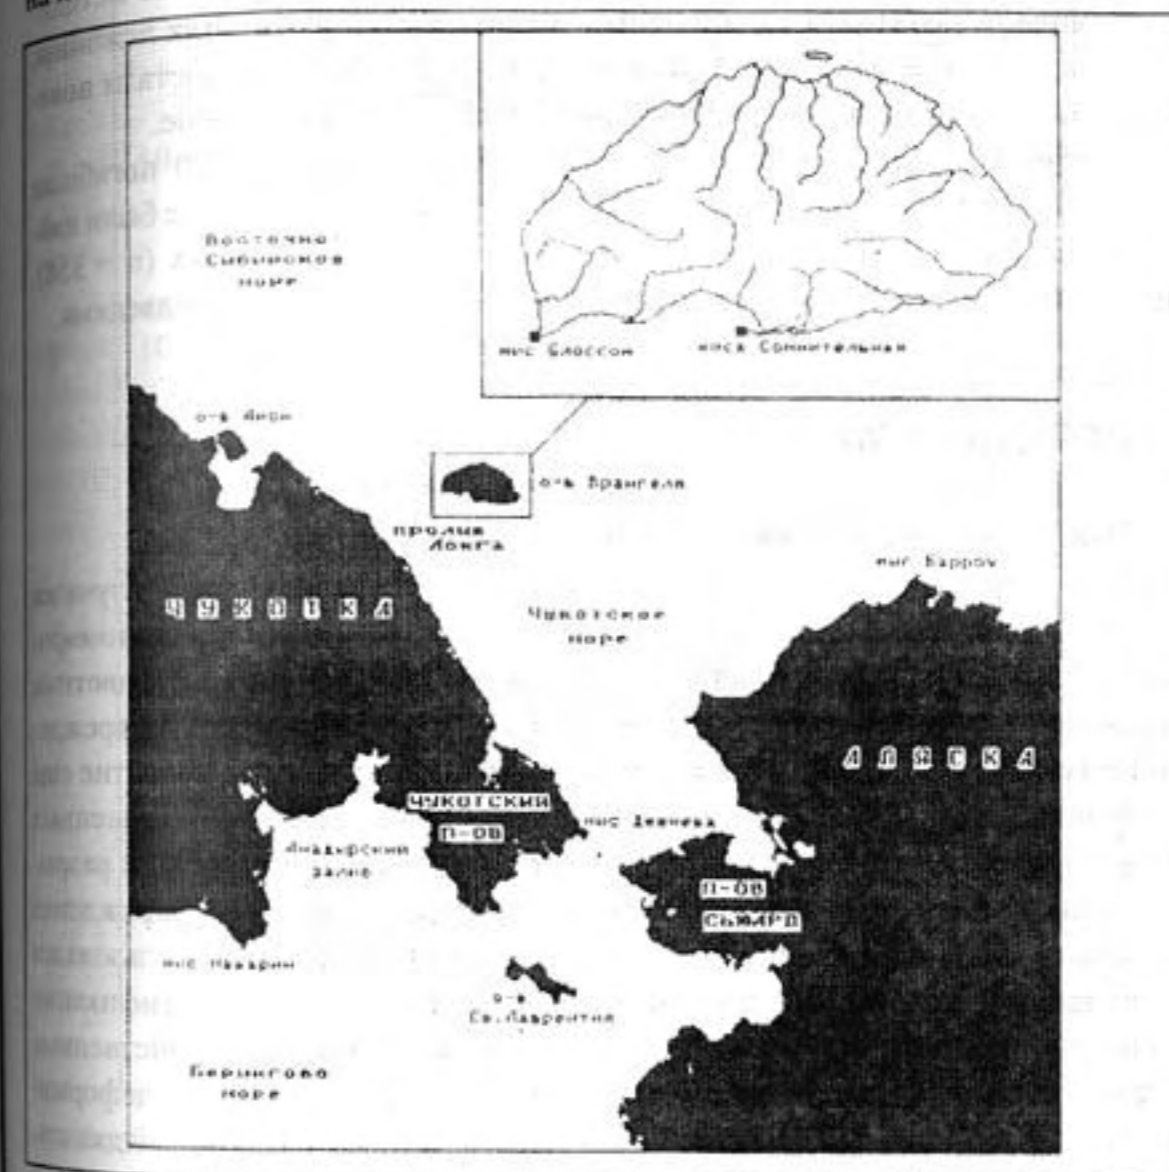 Восточно-
Сибирское
море
мыс Блоссом
коса Сомнительная
о-в Айон
о-в Врангеля
пролив
Лонга
мыс Барроу
ЧУКОТКА
Чукотское
море
АЛЯСКА
ЧУКОТСКИЙ
П-ОВ
мыс Дежнева
Анадырский
залив
П-ОВ
СЬЮАРД
мыс Наварин
о-в
Св.Лаврентия
Берингово
море